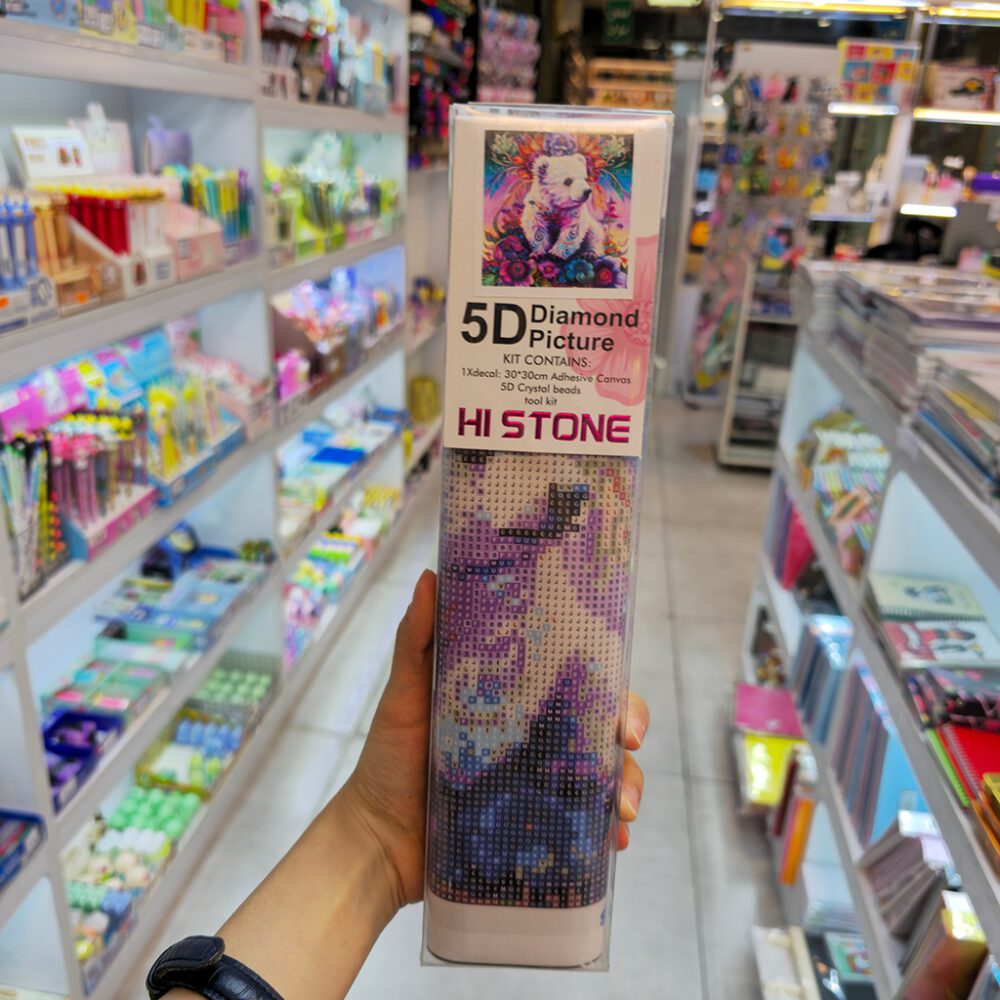 5D Diamond
Picture
KIT CONTAINS:
1Xdecal: 30*30cm Adhesive Canvas
5D Crystal beads
tool kit
HI STONE